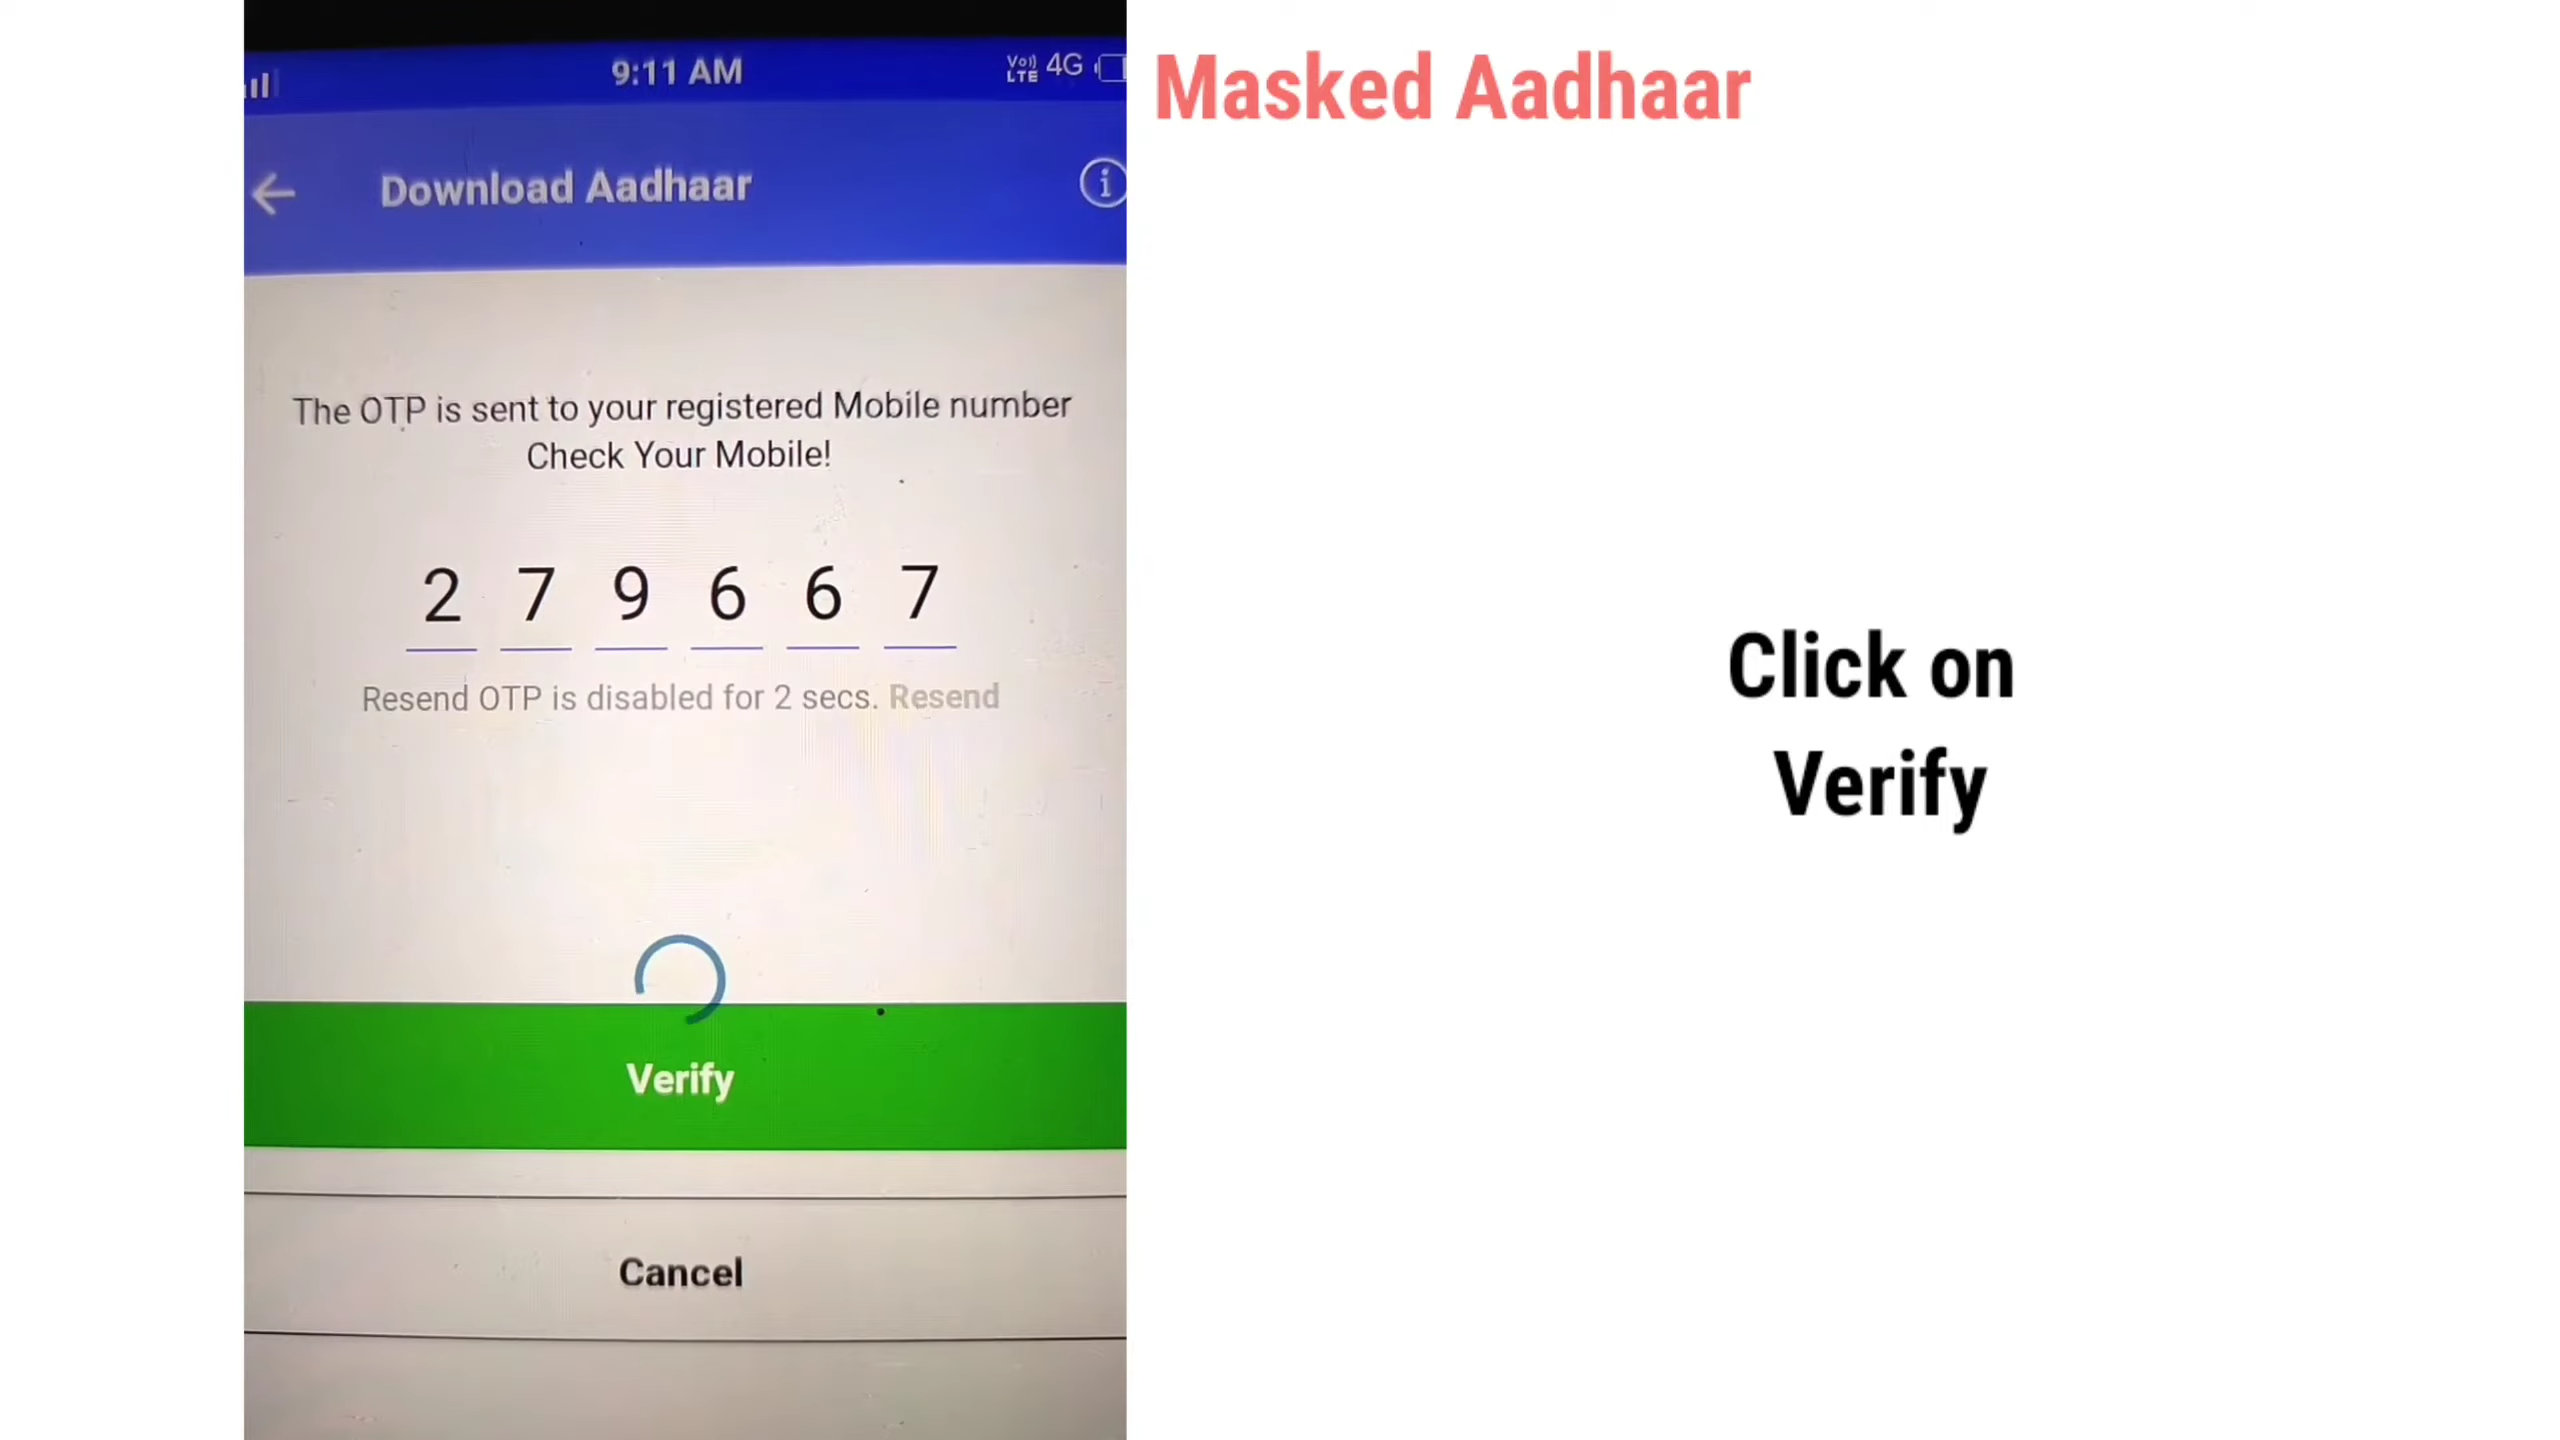 9:11 AM
Vo)) LTE 4G
Download Aadhaar
The OTP is sent to your registered Mobile number
Check Your Mobile!
2 7 9 6 6 7
Resend OTP is disabled for 2 secs. Resend
Verify
Cancel
Masked Aadhaar
Click on
Verify